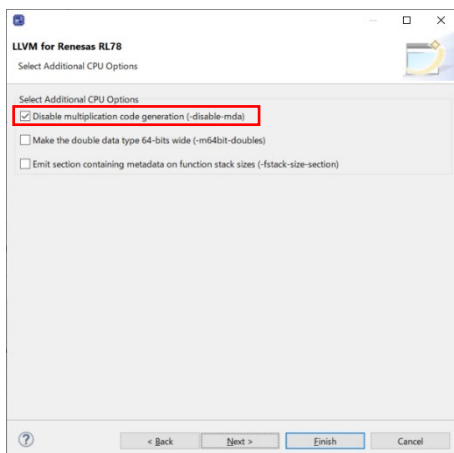 LLVM for Renesas RL78
Select Additional CPU Options
Select Additional CPU Options
Disable multiplication code generation (-disable-mda)
Make the double data type 64-bits wide (-m64bit-doubles)
Emit section containing metadata on function stack sizes (-fstack-size-section)
< Back Next > Finish Cancel